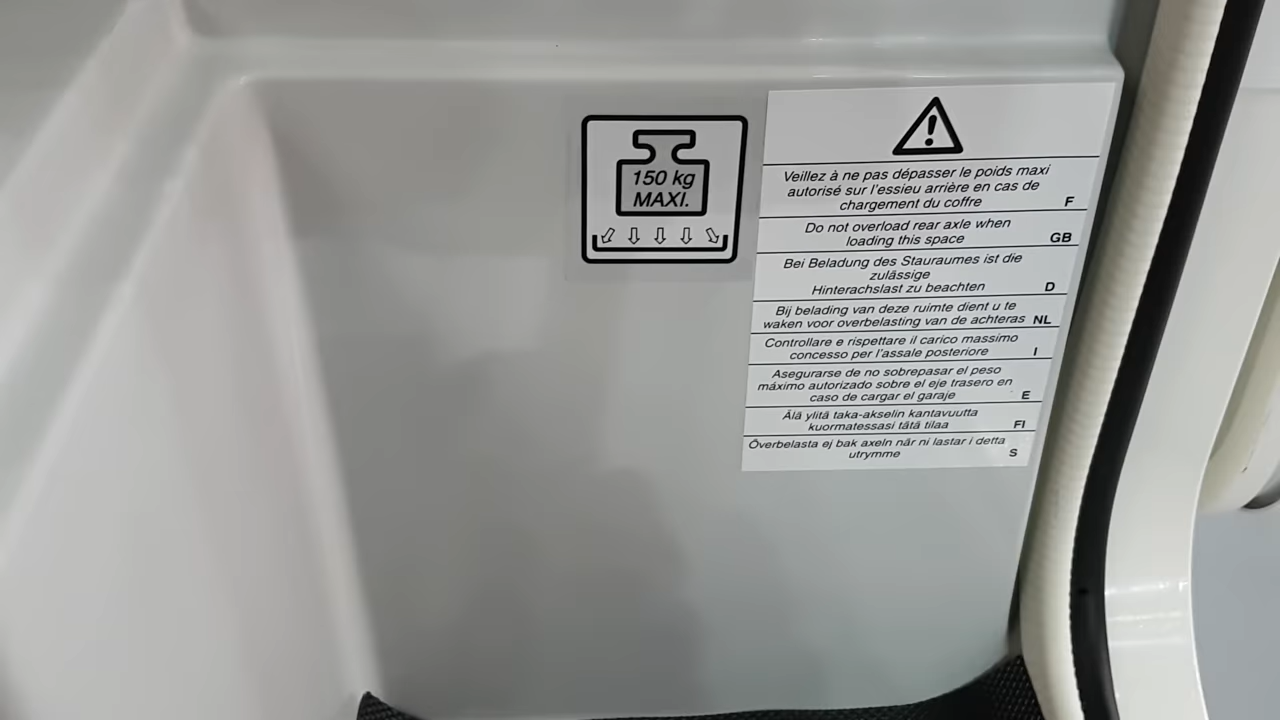 150 kg
MAXI.
Veillez à ne pas dépasser le poids maxi
autorisé sur l'essieu arrière en cas de
chargement du coffre
F
Do not overload rear axle when
loading this space
GB
Bei Beladung des Stauraumes ist die
zulässige
Hinterachslast zu beachten
D
Bij belading van deze ruimte dient u te
waken voor overbelasting van de achteras
NL
Controllare e rispettare il carico massimo
concesso per l'assale posteriore
I
Asegurarse de no sobrepasar el peso
máximo autorizado sobre el eje trasero en
caso de cargar el garaje
E
Älä ylitä taka-akselin kantavuutta
kuormatessasi tätä tilaa
FI
Överbelasta ej bak axeln när ni lastar i detta
utrymme
S